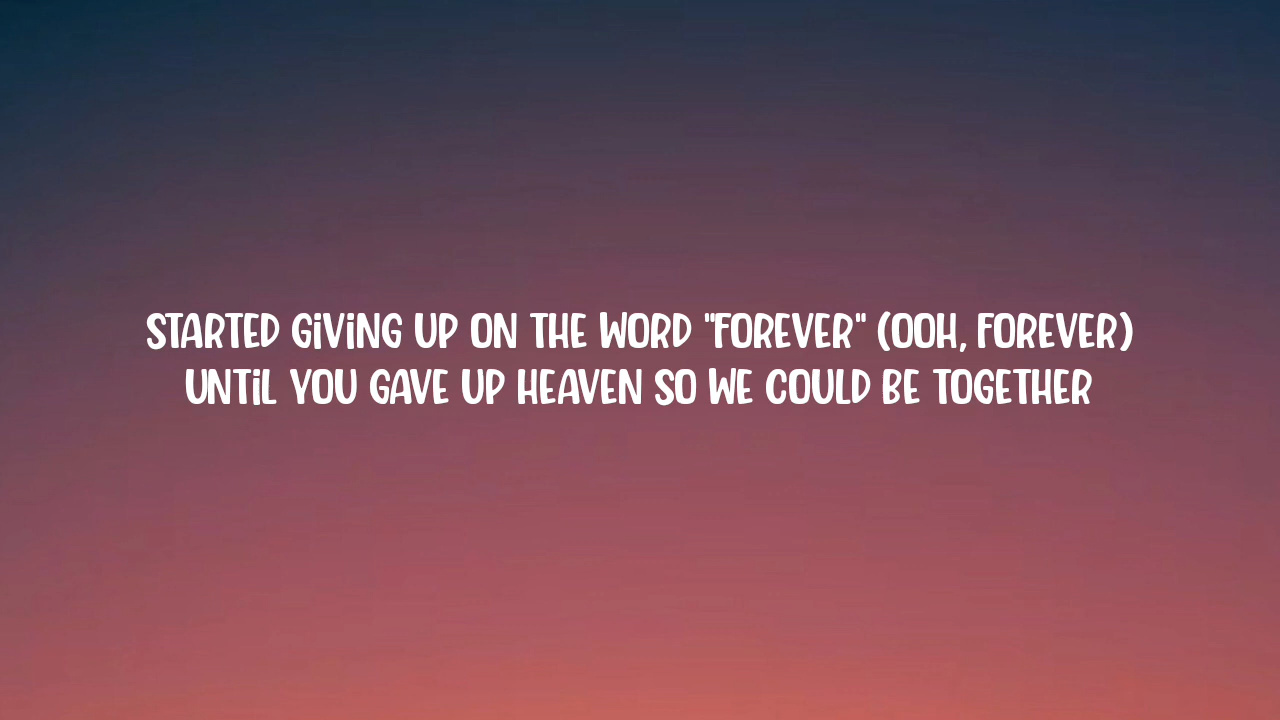 STARTED GiViNG UP ON THE WORD "FOREVER" (OOH, FOREVER)
UNTiL YOU GAVE UP HEAVEN SO WE COULD BE TOGETHER